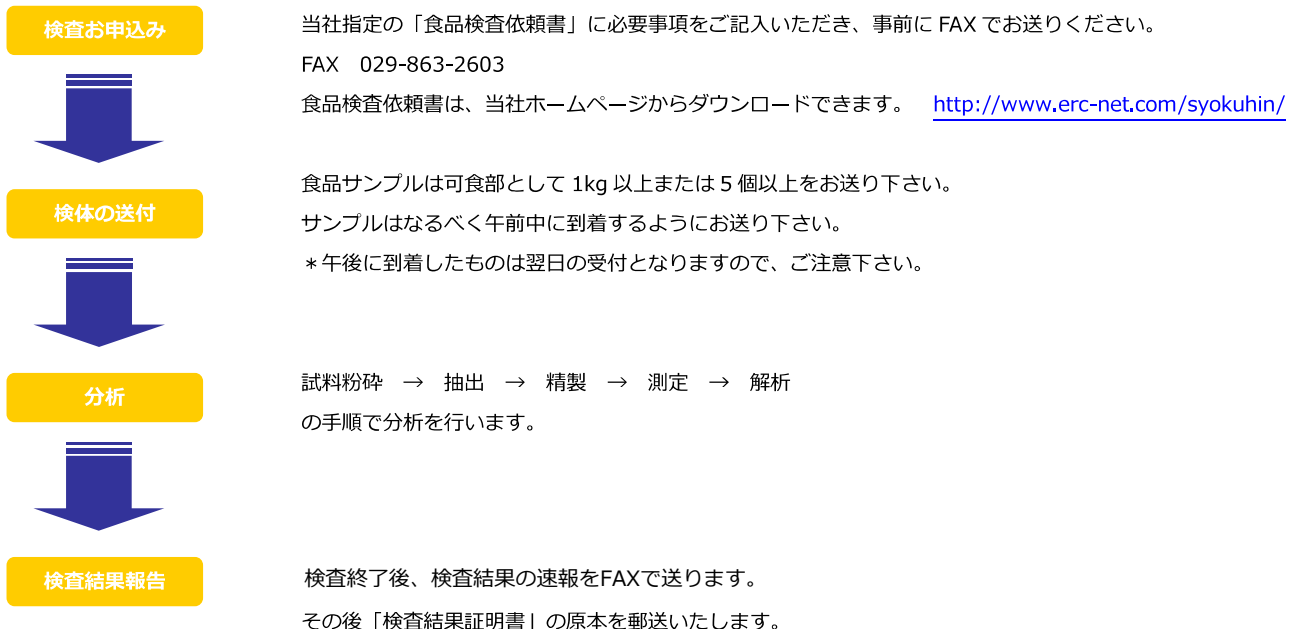 検査お申込み
当社指定の「食品検査依頼書」に必要事項をご記入いただき、事前に FAX でお送りください。
FAX　029-863-2603
食品検査依頼書は、当社ホームページからダウンロードできます。　http://www.erc-net.com/syokuhin/
検体の送付
食品サンプルは可食部として 1kg 以上または 5 個以上をお送り下さい。
サンプルはなるべく午前中に到着するようにお送り下さい。
＊午後に到着したものは翌日の受付となりますので、ご注意下さい。
分析
試料粉砕　→　抽出　→　精製　→　測定　→　解析
の手順で分析を行います。
検査結果報告
検査終了後、検査結果の速報をFAXで送ります。
その後「検査結果証明書」の原本を郵送いたします。